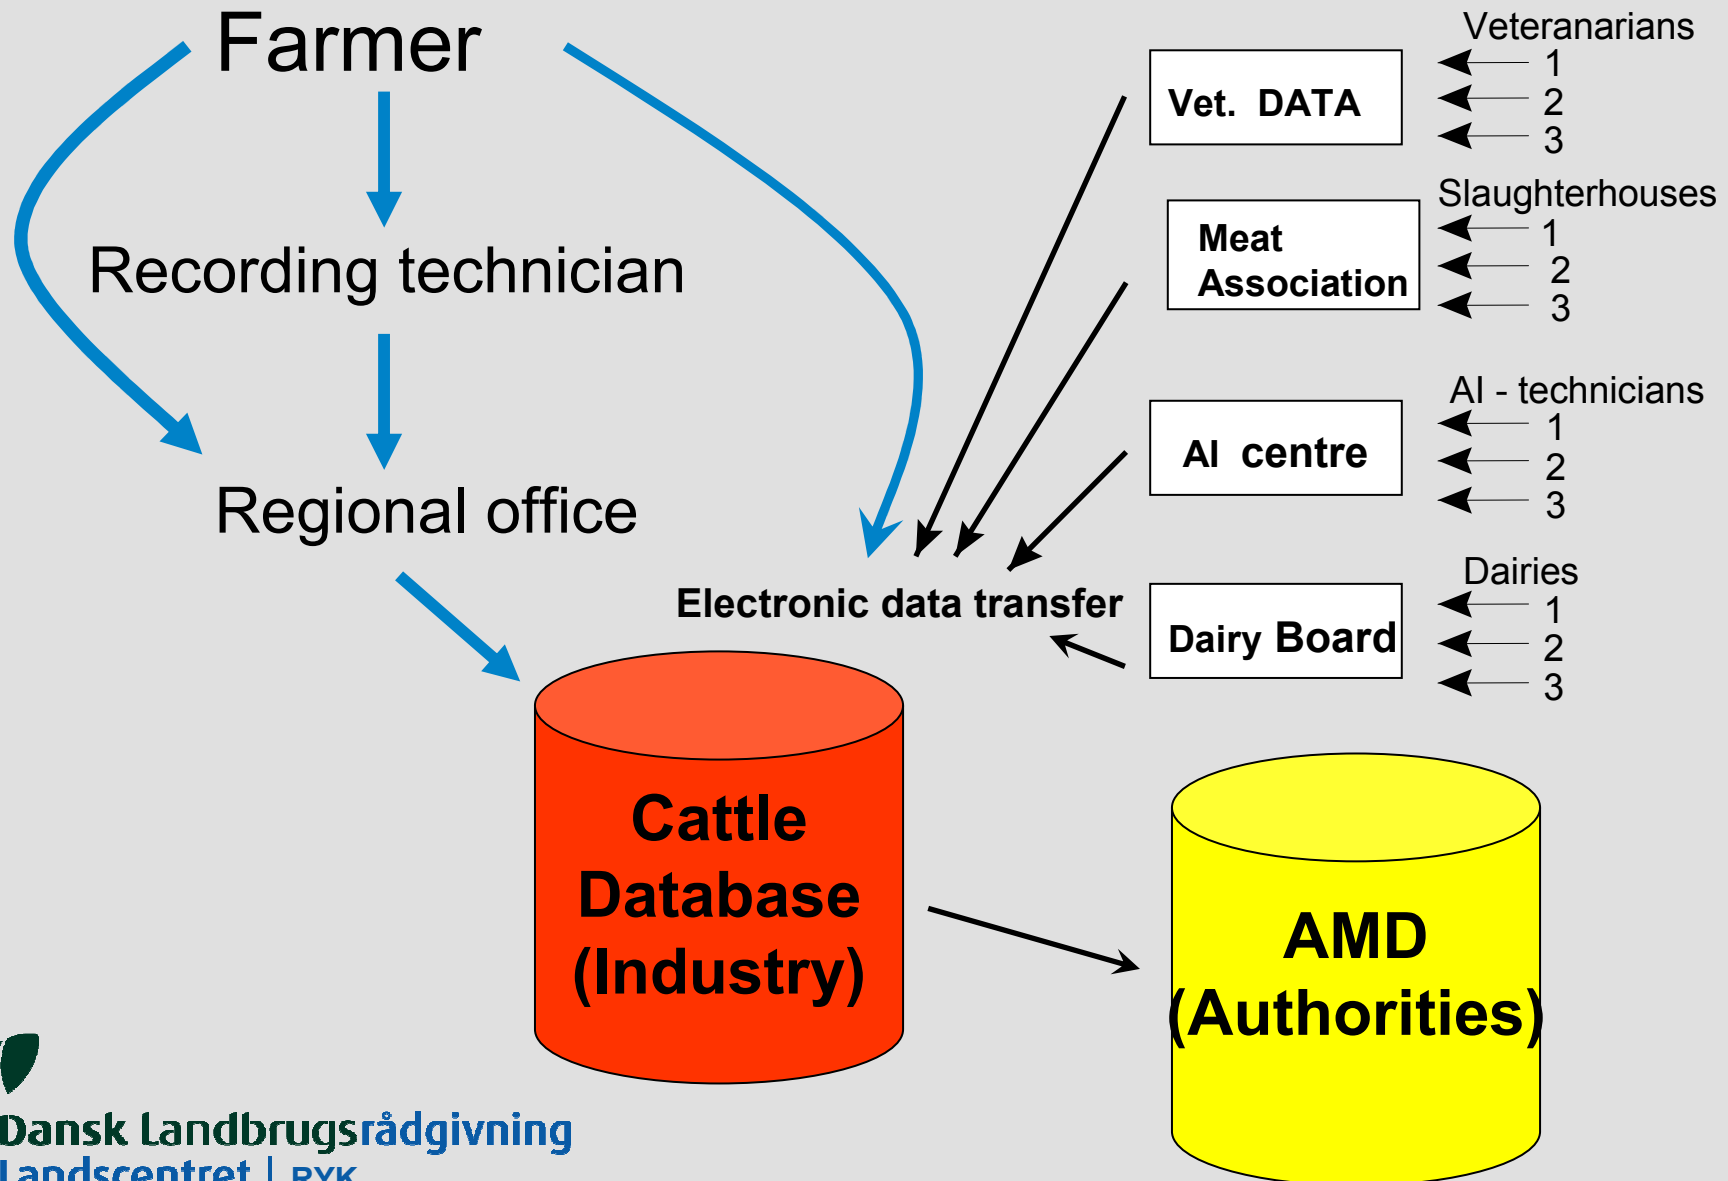 Farmer
Recording technician
Regional office
Electronic data transfer
Veteranarians
Vet. DATA
1
2
3
Slaughterhouses
Meat
Association
1
2
3
AI - technicians
AI centre
1
2
3
Dairies
Dairy Board
1
2
3
Cattle
Database
(Industry)
AMD
(Authorities)
Dansk Landbrugsrådgivning
Landscentret | RYK